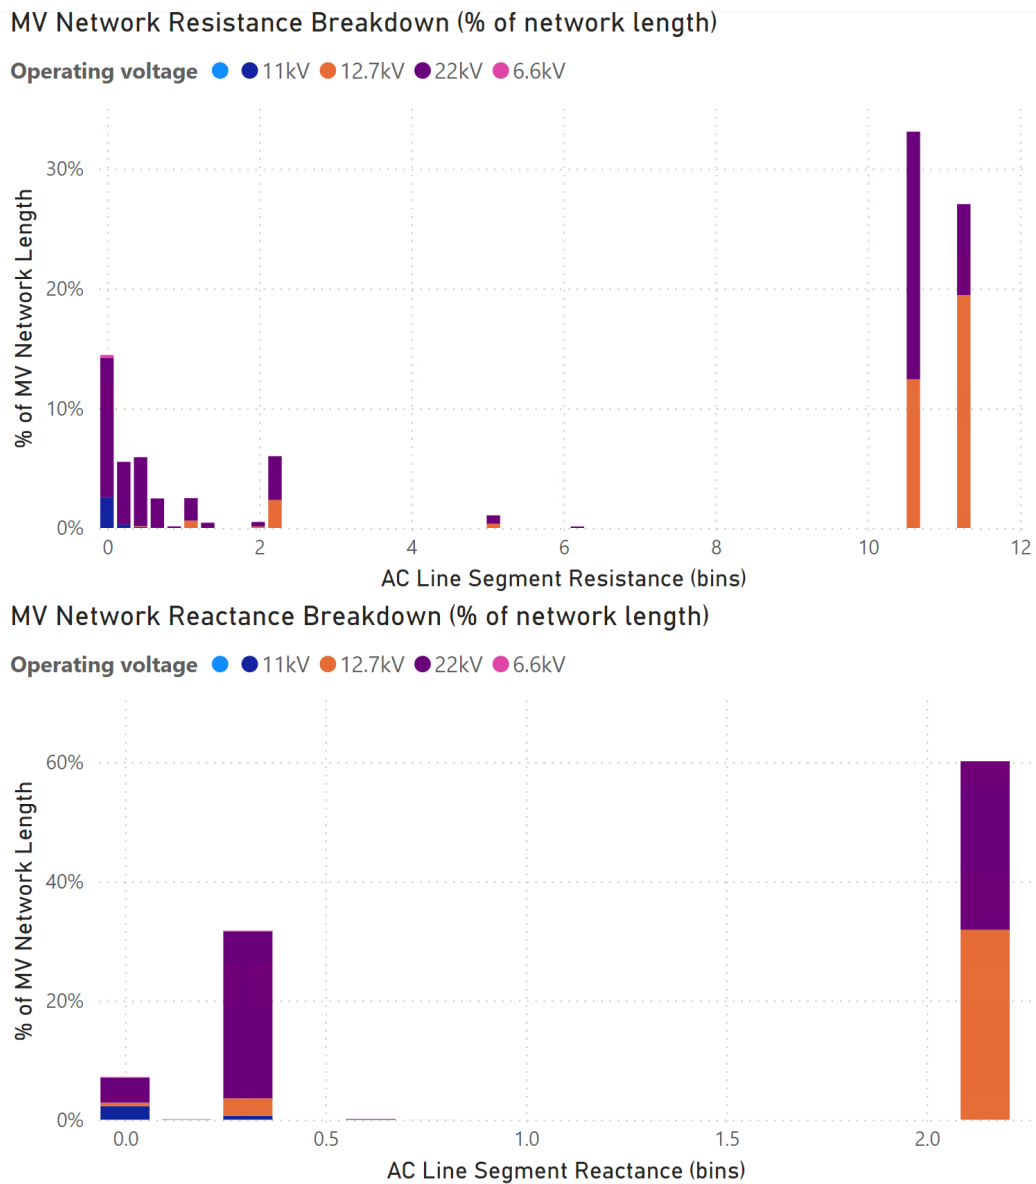 MV Network Resistance Breakdown (% of network length)
Operating voltage 11kV 12.7kV 22kV 6.6kV
% of MV Network Length
30%
20%
10%
0%
0 2 4 6 8 10 12
AC Line Segment Resistance (bins)
MV Network Reactance Breakdown (% of network length)
Operating voltage 11kV 12.7kV 22kV 6.6kV
% of MV Network Length
60%
40%
20%
0%
0.0 0.5 1.0 1.5 2.0
AC Line Segment Reactance (bins)